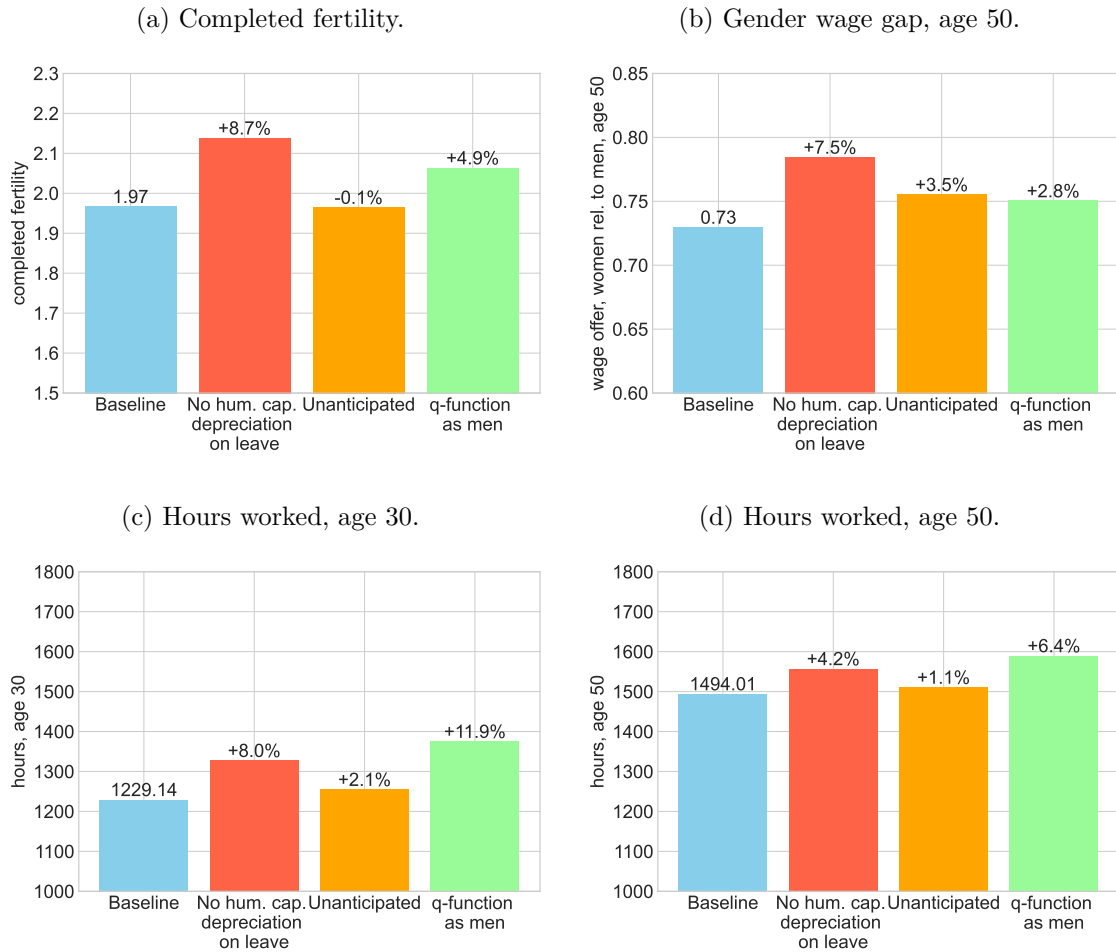 (a) Completed fertility.
2.3
2.2
2.1
2.0
1.9
1.8
1.7
1.6
1.5
completed fertility
1.97
+8.7%
-0.1%
+4.9%
Baseline
No hum. cap.
depreciation
on leave
Unanticipated
q-function
as men
(b) Gender wage gap, age 50.
0.85
0.80
0.75
0.70
0.65
0.60
wage offer, women rel. to men, age 50
0.73
+7.5%
+3.5%
+2.8%
Baseline
No hum. cap.
depreciation
on leave
Unanticipated
q-function
as men
(c) Hours worked, age 30.
1800
1700
1600
1500
1400
1300
1200
1100
1000
hours, age 30
1229.14
+8.0%
+2.1%
+11.9%
Baseline
No hum. cap.
depreciation
on leave
Unanticipated
q-function
as men
(d) Hours worked, age 50.
1800
1700
1600
1500
1400
1300
1200
1100
1000
hours, age 50
1494.01
+4.2%
+1.1%
+6.4%
Baseline
No hum. cap.
depreciation
on leave
Unanticipated
q-function
as men